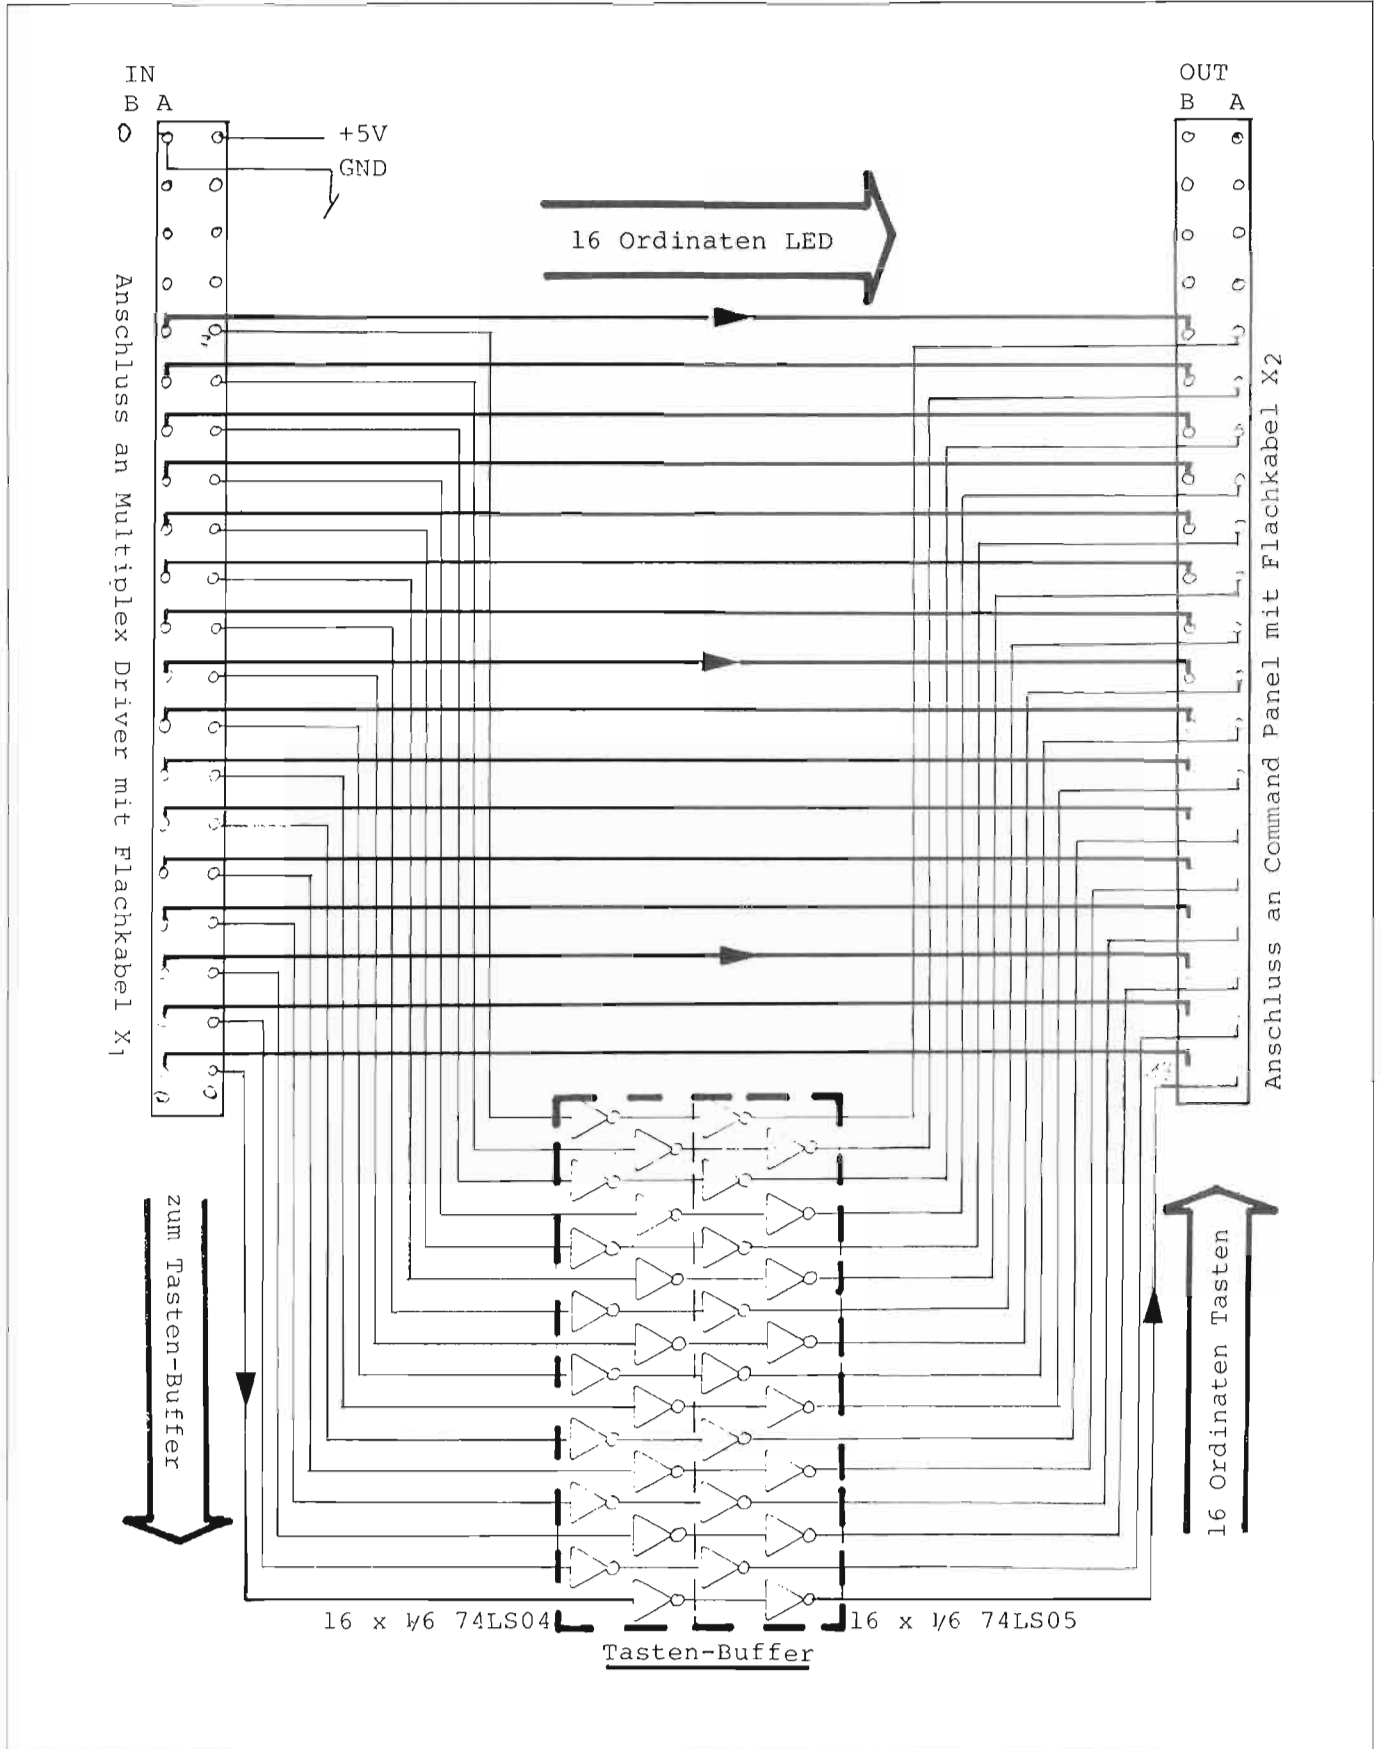 IN
B A
+5V
GND
OUT
B A
16 Ordinaten LED
Anschluss an Multiplex Driver mit Flachkabel X1
Anschluss an Command Panel mit Flachkabel X2
zum Tasten-Buffer
16 Ordinaten Tasten
16 x 1/6 74LS04
16 x 1/6 74LS05
Tasten-Buffer